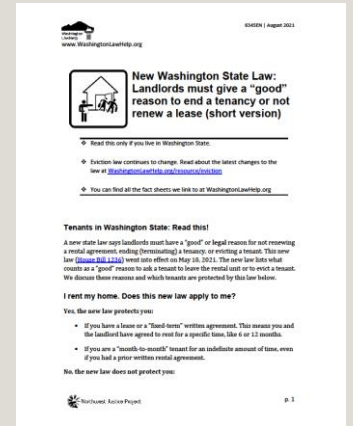 6345EN | August 2021
Washington
LawHelp
www.WashingtonLawHelp.org
New Washington State Law:
Landlords must give a “good”
reason to end a tenancy or not
renew a lease (short version)
❖ Read this only if you live in Washington State.
❖ Eviction law continues to change. Read about the latest changes to the
law at WashingtonLawHelp.org/resource/eviction
❖ You can find all the fact sheets we link to at WashingtonLawHelp.org
Tenants in Washington State: Read this!
A new state law says landlords must have a “good” or legal reason for not renewing
a rental agreement, ending (terminating) a tenancy, or evicting a tenant. This new
law (House Bill 1236) went into effect on May 10, 2021. The new law lists what
counts as a “good” reason to ask a tenant to leave the rental unit or to evict a tenant.
We discuss these reasons and which tenants are protected by this law below.
I rent my home. Does this new law apply to me?
Yes, the new law protects you:
• If you have a lease or a “fixed-term” written agreement. This means you and
the landlord have agreed to rent for a specific time, like 6 or 12 months.
• If you are a “month-to-month” tenant for an indefinite amount of time, even
if you had a prior written rental agreement.
No, the new law does not protect you:
Northwest Justice Project
p. 1